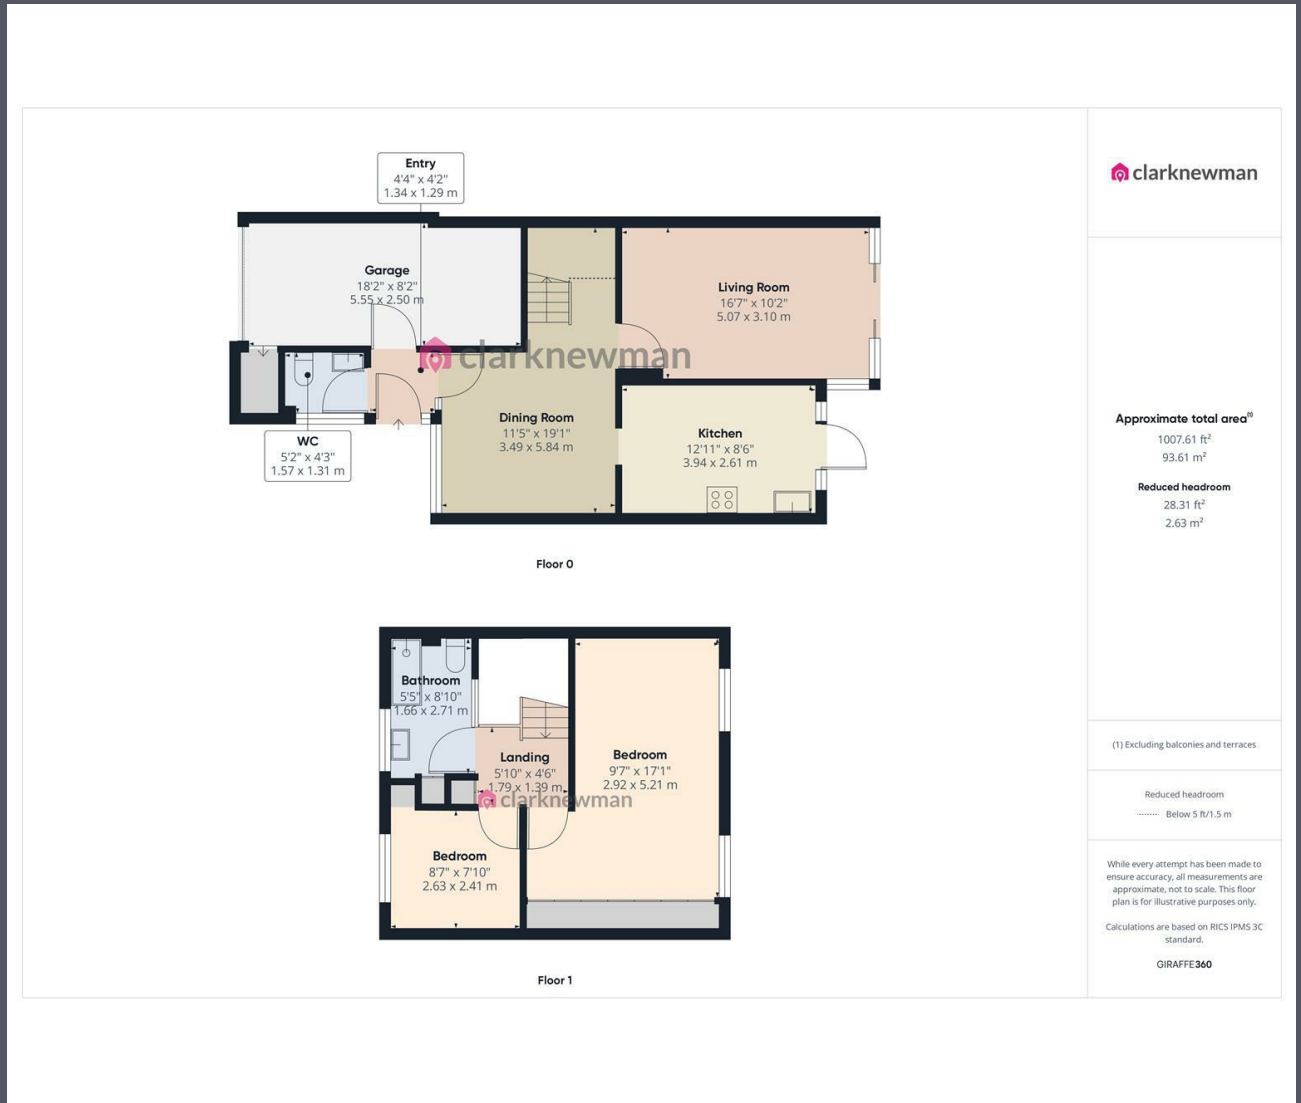 Entry
4'4" x 4'2"
1.34 x 1.29 m
Garage
18'2" x 8'2"
5.55 x 2.50 m
Living Room
16'7" x 10'2"
5.07 x 3.10 m
clarknewman
Dining Room
11'5" x 19'1"
3.49 x 5.84 m
Kitchen
12'11" x 8'6"
3.94 x 2.61 m
WC
5'2" x 4'3"
1.57 x 1.31 m
Floor 0
Bathroom
5'5" x 8'10"
1.66 x 2.71 m
Landing
5'10" x 4'6"
1.79 x 1.39 m
clarknewman
Bedroom
9'7" x 17'1"
2.92 x 5.21 m
Bedroom
8'7" x 7'10"
2.63 x 2.41 m
Floor 1
clarknewman
Approximate total area⁽¹⁾
1007.61 ft²
93.61 m²
Reduced headroom
28.31 ft²
2.63 m²
(1) Excluding balconies and terraces
Reduced headroom
Below 5 ft/1.5 m
While every attempt has been made to
ensure accuracy, all measurements are
approximate, not to scale. This floor
plan is for illustrative purposes only.
Calculations are based on RICS IPMS 3C
standard.
GIRAFFE360